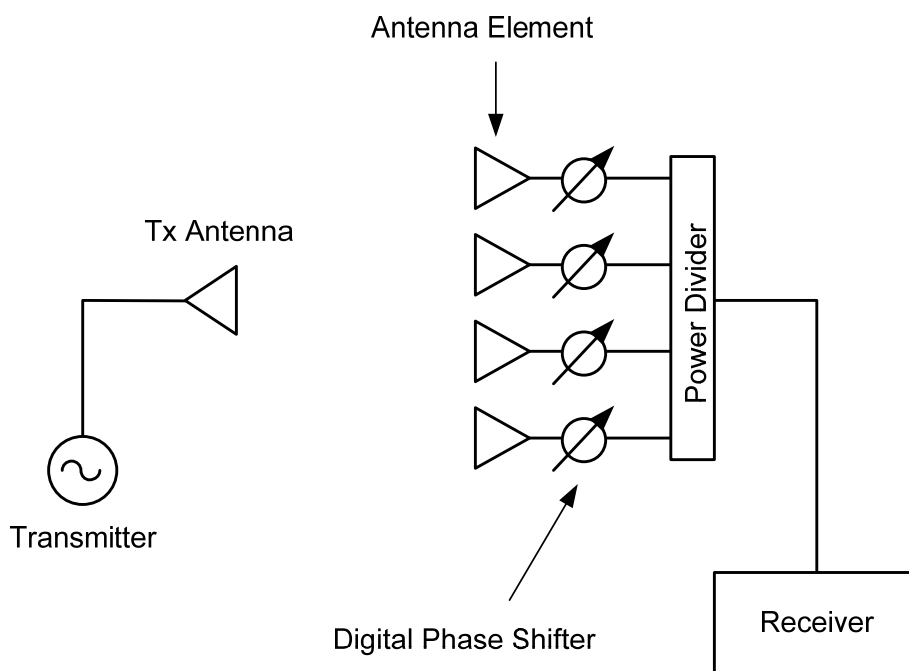 Antenna Element
Tx Antenna
Power Divider
Transmitter
Receiver
Digital Phase Shifter